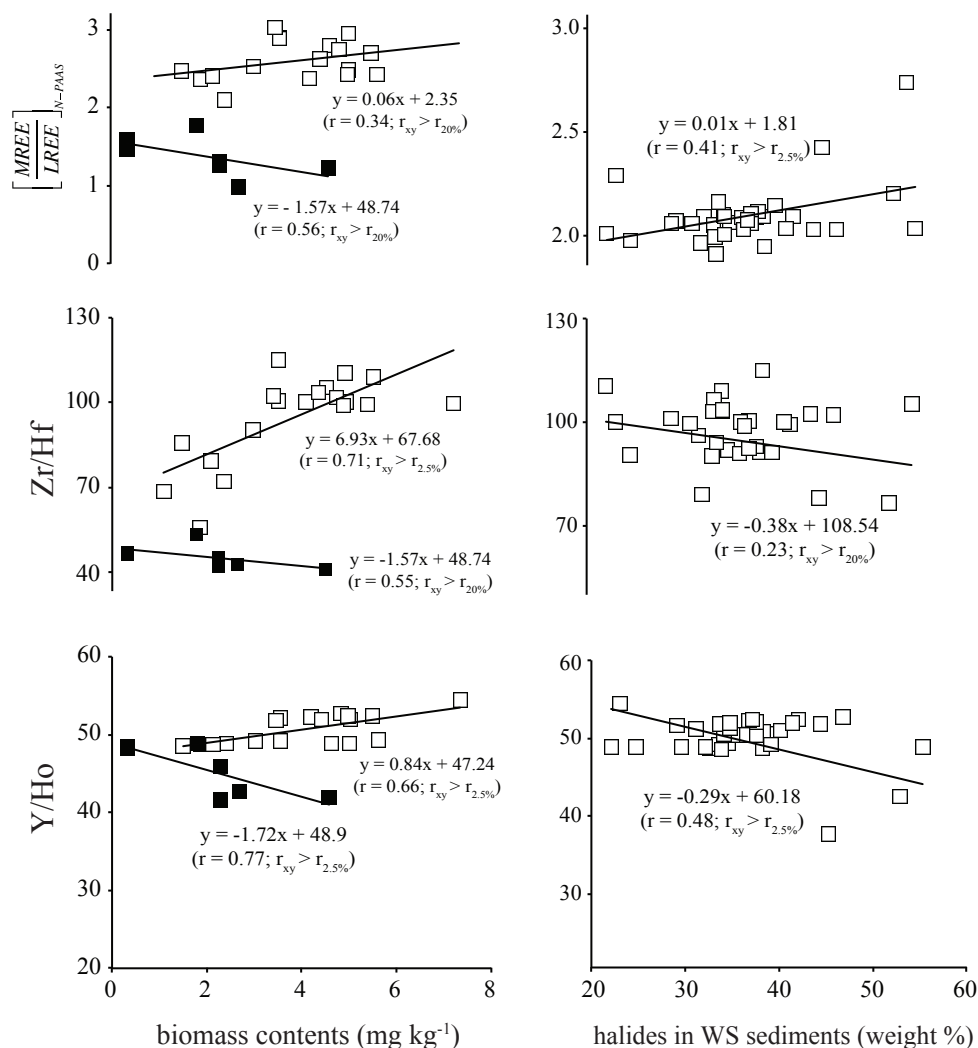 3
2
1
0
[MREE/LREE]N-PAAS
y = 0.06x + 2.35
(r = 0.34; rxy > r20%)
y = - 1.57x + 48.74
(r = 0.56; rxy > r20%)
3.0
2.5
2.0
y = 0.01x + 1.81
(r = 0.41; rxy > r2.5%)
130
100
70
40
Zr/Hf
y = 6.93x + 67.68
(r = 0.71; rxy > r2.5%)
y = -1.57x + 48.74
(r = 0.55; rxy > r20%)
130
100
70
y = -0.38x + 108.54
(r = 0.23; rxy > r20%)
60
50
40
30
20
Y/Ho
y = 0.84x + 47.24
(r = 0.66; rxy > r2.5%)
y = -1.72x + 48.9
(r = 0.77; rxy > r2.5%)
0 2 4 6 8
biomass contents (mg kg-1)
60
50
40
30
y = -0.29x + 60.18
(r = 0.48; rxy > r2.5%)
20 30 40 50 60
halides in WS sediments (weight %)